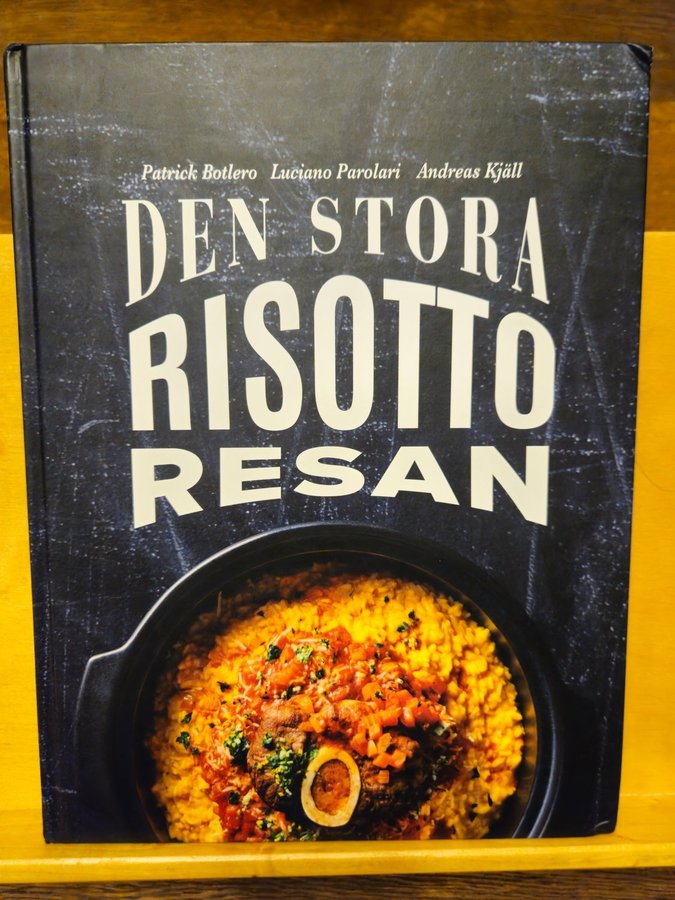 Patrick Botlero Luciano Parolari Andreas Kjäll
DEN STORA
RISOTTO
RESAN